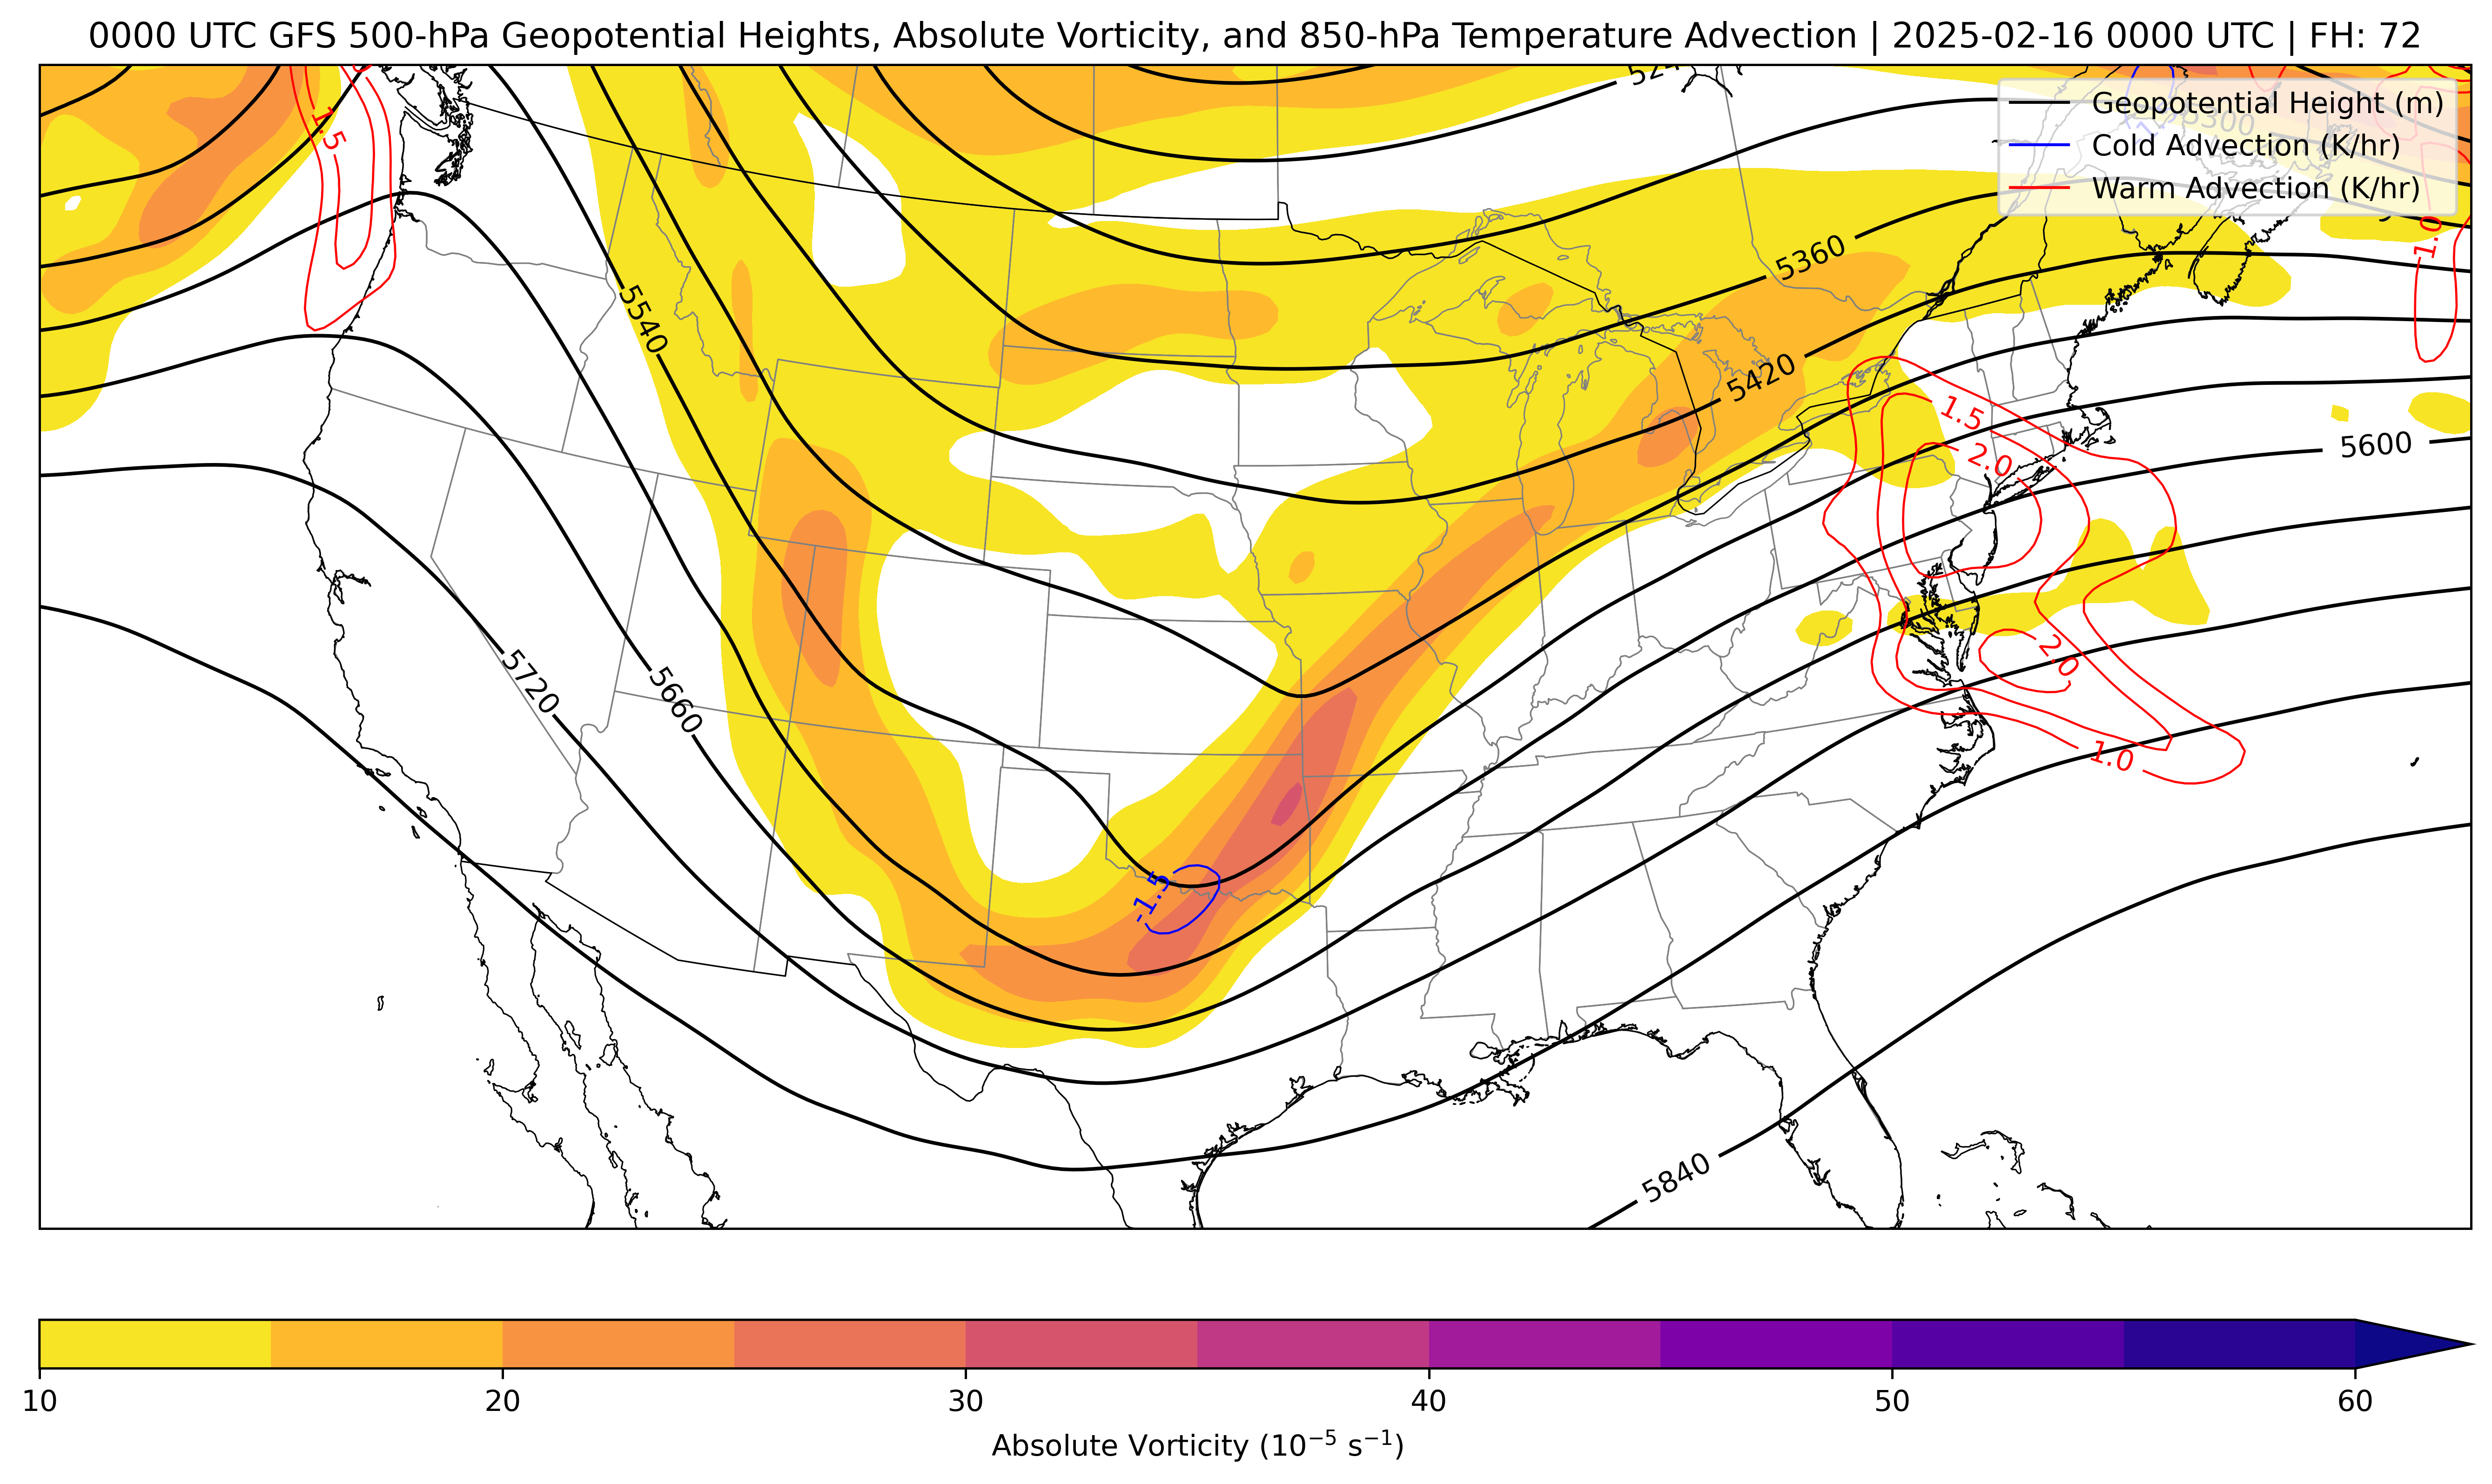 0000 UTC GFS 500-hPa Geopotential Heights, Absolute Vorticity, and 850-hPa Temperature Advection | 2025-02-16 0000 UTC | FH: 72
Geopotential Height (m)
Cold Advection (K/hr)
Warm Advection (K/hr)
1.5
5300
1.0
5360
5540
5420
1.5
2.0
5600
5720
5660
2.0
1.0
-1.5
5840
10 20 30 40 50 60
Absolute Vorticity (10⁻⁵ s⁻¹)